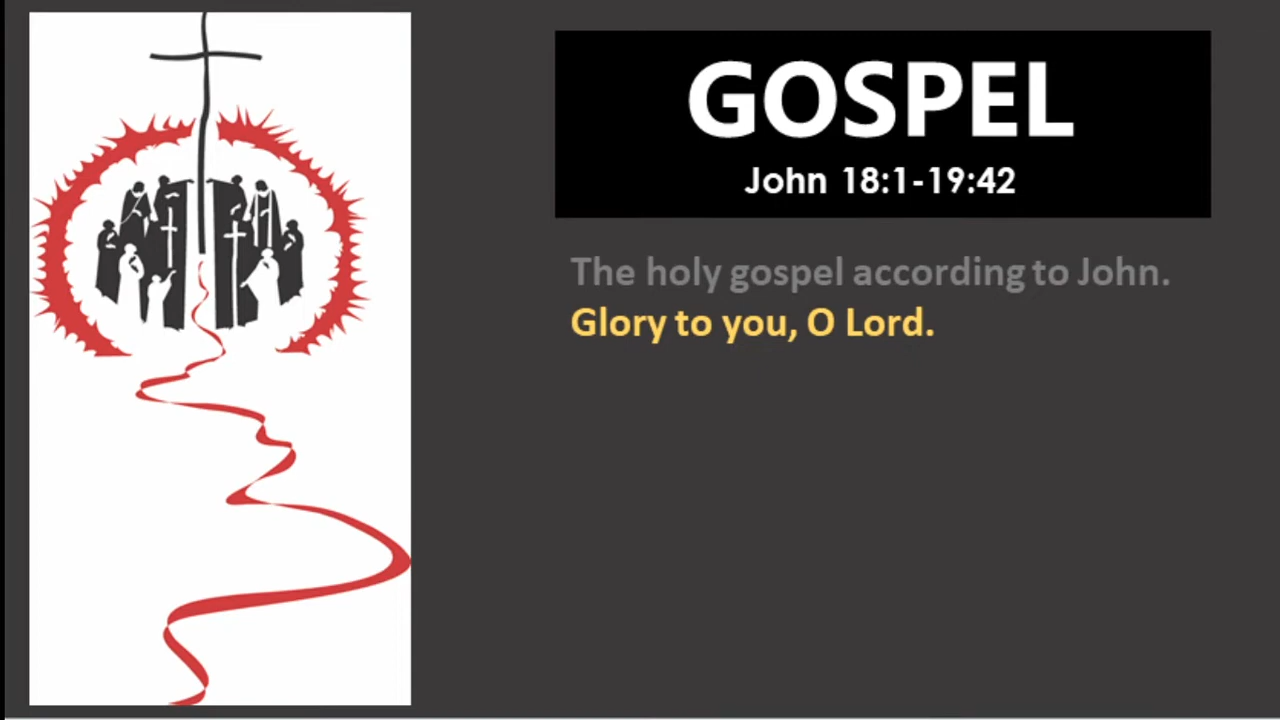 GOSPEL
John 18:1-19:42
The holy gospel according to John.
Glory to you, O Lord.